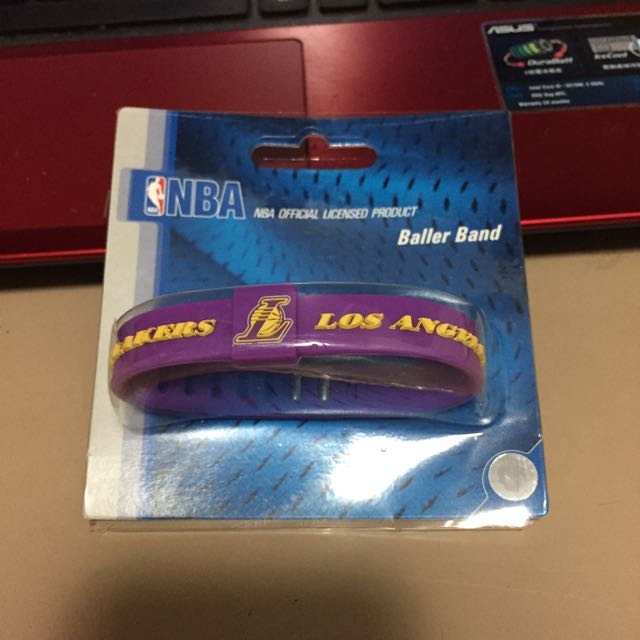 ASUS
NBA
NBA OFFICIAL LICENSED PRODUCT
Baller Band
AKERS L LOS ANGE